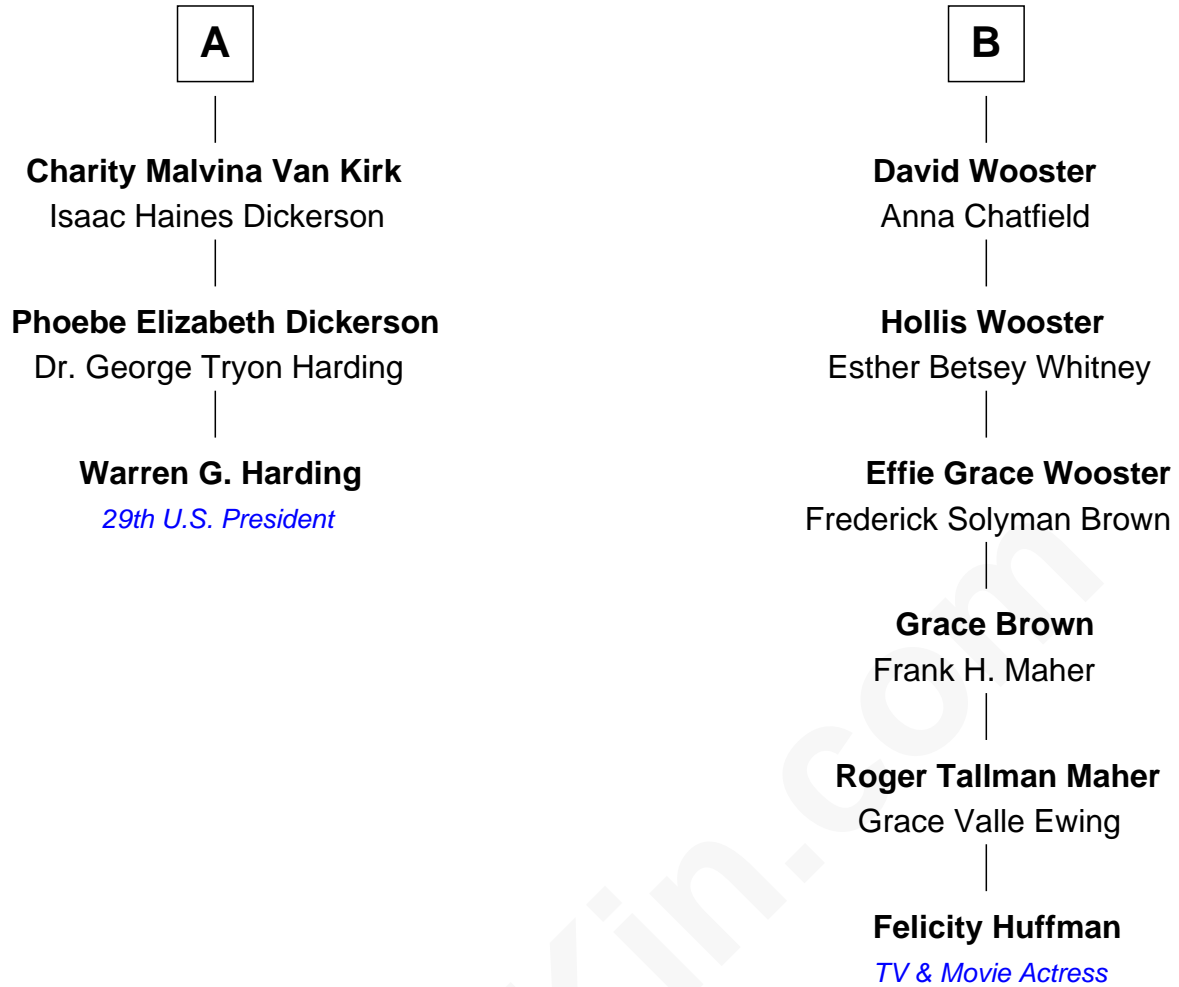 A
Charity Malvina Van Kirk
Isaac Haines Dickerson
Phoebe Elizabeth Dickerson
Dr. George Tryon Harding
Warren G. Harding
29th U.S. President
B
David Wooster
Anna Chatfield
Hollis Wooster
Esther Betsey Whitney
Effie Grace Wooster
Frederick Solyman Brown
Grace Brown
Frank H. Maher
Roger Tallman Maher
Grace Valle Ewing
Felicity Huffman
TV & Movie Actress
Kin.com